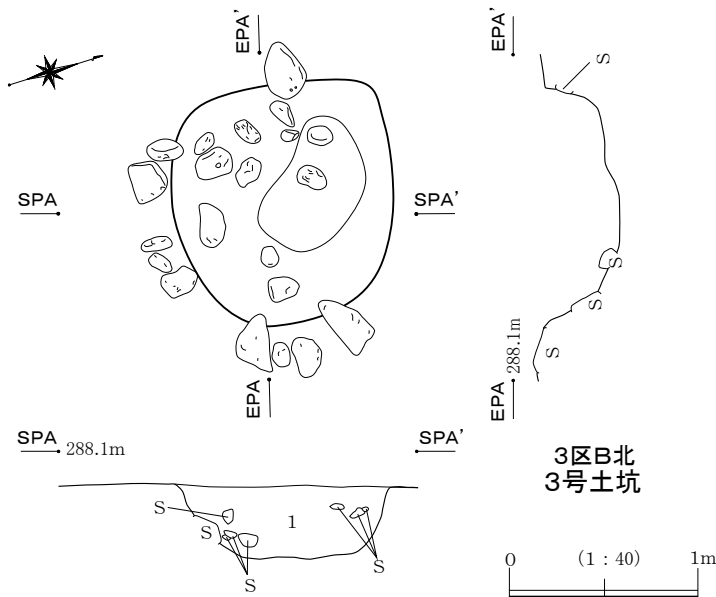 EPA'
EPA'
S
SPA
SPA'
S
S
S
288.1m
EPA
EPA
SPA 288.1m
SPA'
3区B北
3号土坑
S
S
1
S
S
0 (1：40) 1m